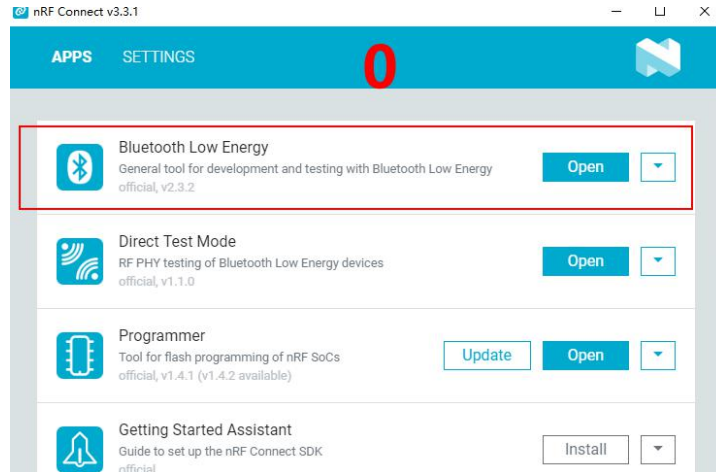 nRF Connect v3.3.1
APPS SETTINGS
0
Bluetooth Low Energy
General tool for development and testing with Bluetooth Low Energy
official, v2.3.2
Open
Direct Test Mode
RF PHY testing of Bluetooth Low Energy devices
official, v1.1.0
Open
Programmer
Tool for flash programming of nRF SoCs
official, v1.4.1 (v1.4.2 available)
Update
Open
Getting Started Assistant
Guide to set up the nRF Connect SDK
official
Install